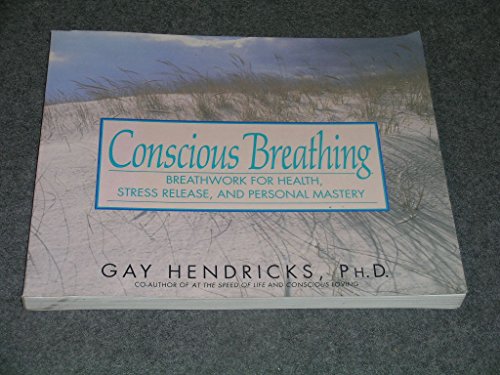 Conscious Breathing
BREATHWORK FOR HEALTH,
STRESS RELEASE, AND PERSONAL MASTERY
GAY HENDRICKS, PH.D.
CO-AUTHOR OF AT THE SPEED OF LIFE AND CONSCIOUS LOVING